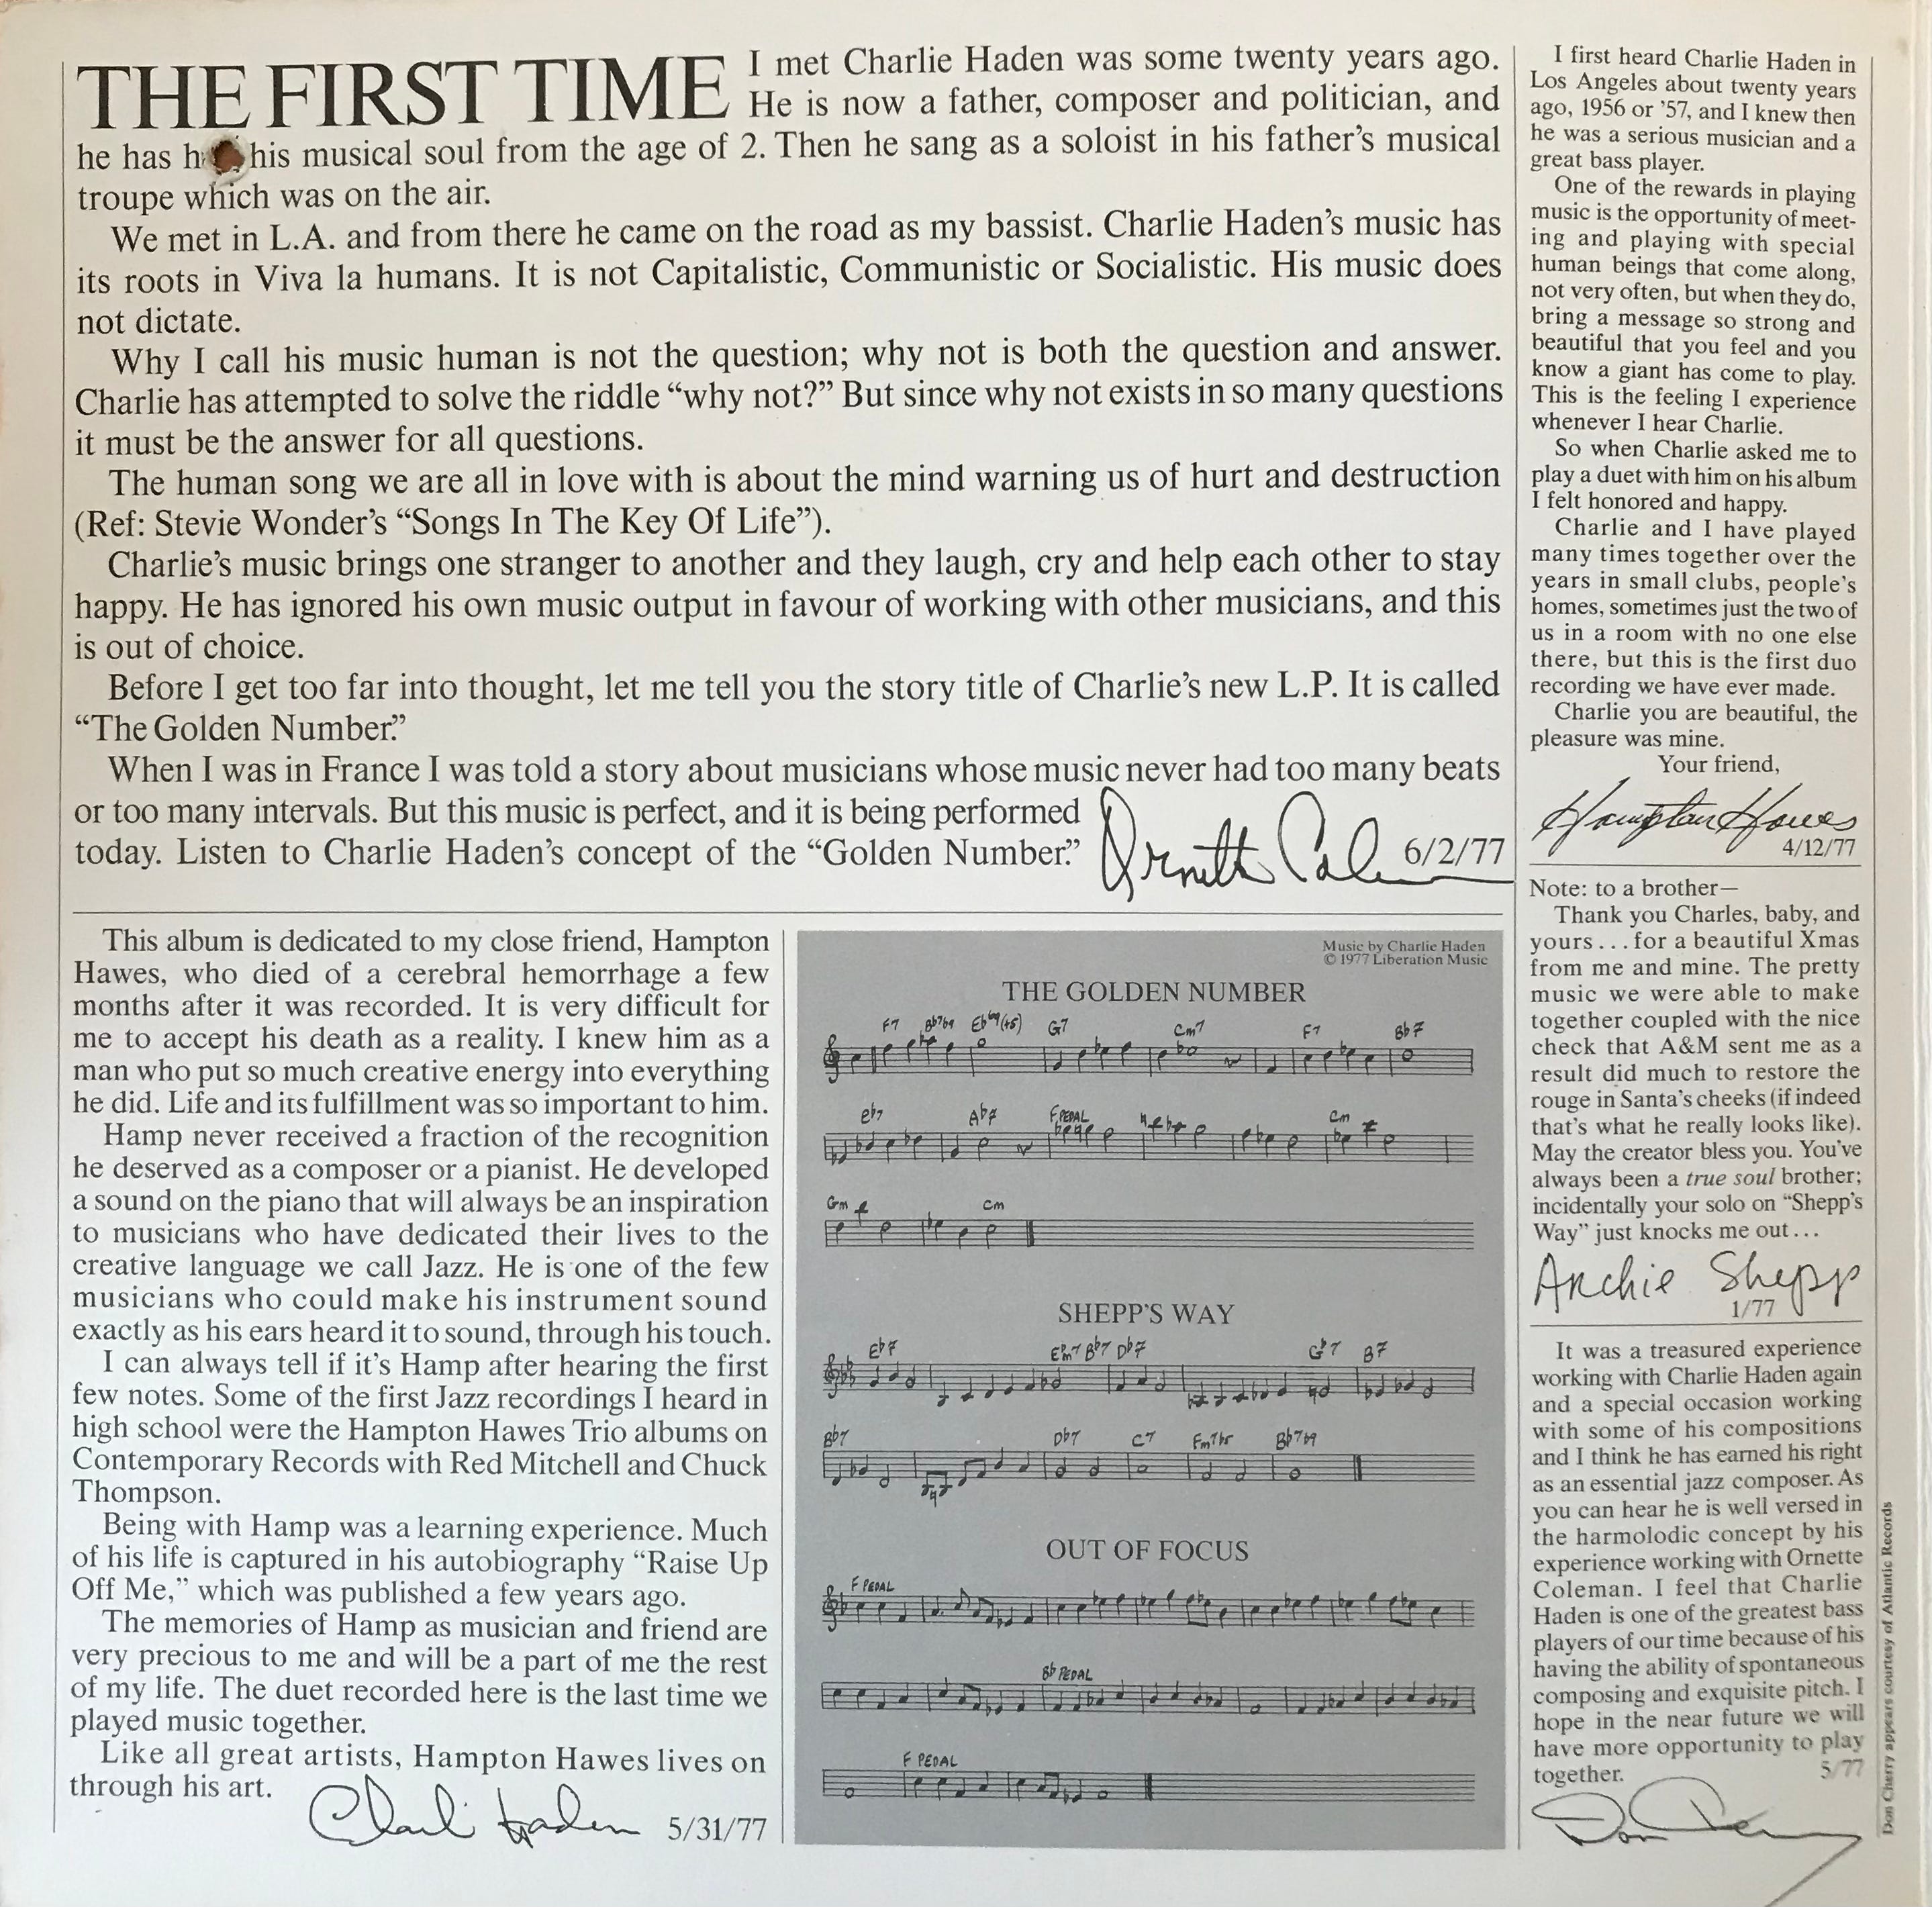 THE FIRST TIME I met Charlie Haden was some twenty years ago.
He is now a father, composer and politician, and
he has his musical soul from the age of 2. Then he sang as a soloist in his father's musical
troupe which was on the air.
We met in L.A. and from there he came on the road as my bassist. Charlie Haden's music has
its roots in Viva la humans. It is not Capitalistic, Communistic or Socialistic. His music does
not dictate.
Why I call his music human is not the question; why not is both the question and answer.
Charlie has attempted to solve the riddle “why not?” But since why not exists in so many questions
it must be the answer for all questions.
The human song we are all in love with is about the mind warning us of hurt and destruction
(Ref: Stevie Wonder's “Songs In The Key Of Life”).
Charlie's music brings one stranger to another and they laugh, cry and help each other to stay
happy. He has ignored his own music output in favour of working with other musicians, and this
is out of choice.
Before I get too far into thought, let me tell you the story title of Charlie's new L.P. It is called
“The Golden Number.”
When I was in France I was told a story about musicians whose music never had too many beats
or too many intervals. But this music is perfect, and it is being performed
today. Listen to Charlie Haden's concept of the “Golden Number.”
Ornette Coleman 6/2/77
This album is dedicated to my close friend, Hampton
Hawes, who died of a cerebral hemorrhage a few
months after it was recorded. It is very difficult for
me to accept his death as a reality. I knew him as a
man who put so much creative energy into everything
he did. Life and its fulfillment was so important to him.
Hamp never received a fraction of the recognition
he deserved as a composer or a pianist. He developed
a sound on the piano that will always be an inspiration
to musicians who have dedicated their lives to the
creative language we call Jazz. He is one of the few
musicians who could make his instrument sound
exactly as his ears heard it to sound, through his touch.
I can always tell if it's Hamp after hearing the first
few notes. Some of the first Jazz recordings I heard in
high school were the Hampton Hawes Trio albums on
Contemporary Records with Red Mitchell and Chuck
Thompson.
Being with Hamp was a learning experience. Much
of his life is captured in his autobiography “Raise Up
Off Me,” which was published a few years ago.
The memories of Hamp as musician and friend are
very precious to me and will be a part of me the rest
of my life. The duet recorded here is the last time we
played music together.
Like all great artists, Hampton Hawes lives on
through his art.
Charlie Haden 5/31/77
Music by Charlie Haden
© 1977 Liberation Music
THE GOLDEN NUMBER
F7 Bb7b9 G7 Cm7 F7 Bb7
eb7 Ab7 F PEDAL Cm
Gm Cm
SHEPP'S WAY
Eb7 Ebm7 Bb7 Db7 Gb7 B7
Bb7 Db7 C7 Fm7b5 Bb7b9
OUT OF FOCUS
F PEDAL
Bb PEDAL
F PEDAL
I first heard Charlie Haden in
Los Angeles about twenty years
ago, 1956 or '57, and I knew then
he was a serious musician and a
great bass player.
One of the rewards in playing
music is the opportunity of meet-
ing and playing with special
human beings that come along,
not very often, but when they do,
bring a message so strong and
beautiful that you feel and you
know a giant has come to play.
This is the feeling I experience
whenever I hear Charlie.
So when Charlie asked me to
play a duet with him on his album
I felt honored and happy.
Charlie and I have played
many times together over the
years in small clubs, people's
homes, sometimes just the two of
us in a room with no one else
there, but this is the first duo
recording we have ever made.
Charlie you are beautiful, the
pleasure was mine.
Your friend,
Hampton Hawes
4/12/77
Note: to a brother—
Thank you Charles, baby, and
yours...for a beautiful Xmas
from me and mine. The pretty
music we were able to make
together coupled with the nice
check that A&M sent me as a
result did much to restore the
rouge in Santa's cheeks (if indeed
that's what he really looks like).
May the creator bless you. You've
always been a true soul brother;
incidentally your solo on “Shepp's
Way” just knocks me out...
Archie Shepp
1/77
It was a treasured experience
working with Charlie Haden again
and a special occasion working
with some of his compositions
and I think he has earned his right
as an essential jazz composer. As
you can hear he is well versed in
the harmolodic concept by his
experience working with Ornette
Coleman. I feel that Charlie
Haden is one of the greatest bass
players of our time because of his
having the ability of spontaneous
composing and exquisite pitch. I
hope in the near future we will
have more opportunity to play
together. 5/77
Don Cherry
Don Cherry appears courtesy of Atlantic Records